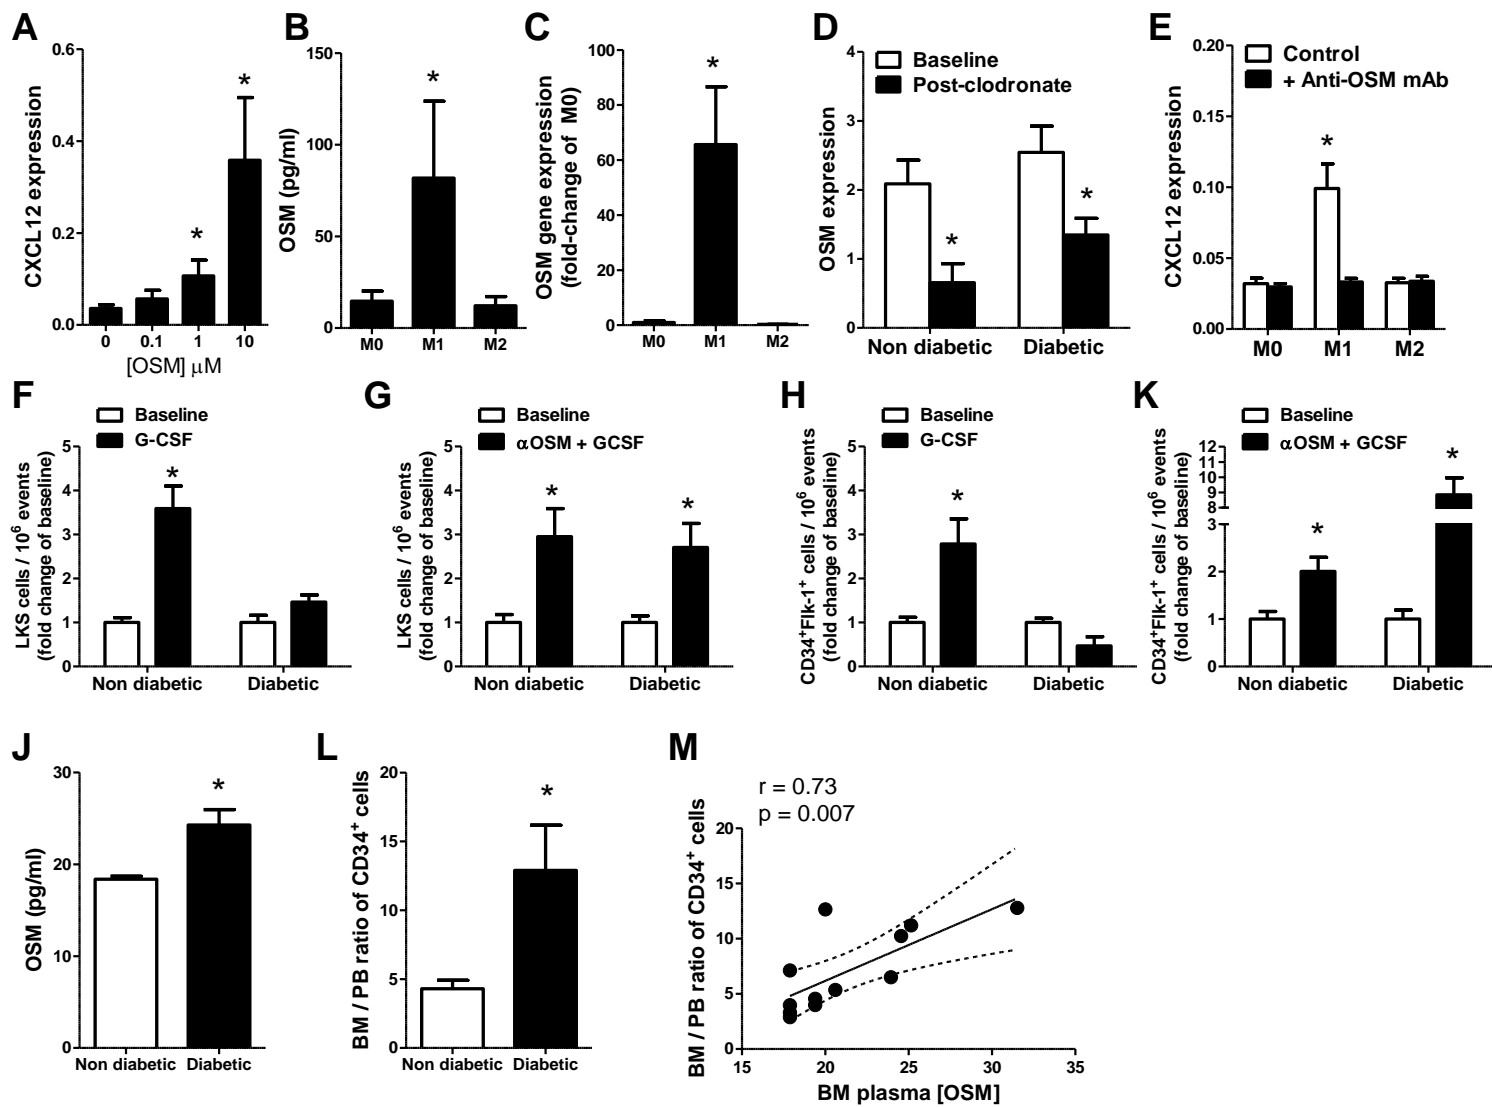 A
CXCL12 expression
0.6
0.4
0.2
0.0
*
*
0
0.1
1
10
[OSM] μM
B
OSM (pg/ml)
150
100
50
0
*
M0
M1
M2
C
OSM gene expression
(fold-change of M0)
100
80
60
40
20
0
*
M0
M1
M2
D
Baseline
Post-clodronate
OSM expression
4
3
2
1
0
*
*
Non diabetic
Diabetic
E
Control
+ Anti-OSM mAb
CXCL12 expression
0.20
0.15
0.10
0.05
0.00
*
M0
M1
M2
F
Baseline
G-CSF
LKS cells / 10⁶ events
(fold change of baseline)
5
4
3
2
1
0
*
Non diabetic
Diabetic
G
Baseline
αOSM + GCSF
LKS cells / 10⁶ events
(fold change of baseline)
5
4
3
2
1
0
*
*
Non diabetic
Diabetic
H
Baseline
G-CSF
CD34⁺Flk-1⁺ cells / 10⁶ events
(fold change of baseline)
5
4
3
2
1
0
*
Non diabetic
Diabetic
K
Baseline
αOSM + GCSF
CD34⁺Flk-1⁺ cells / 10⁶ events
(fold change of baseline)
12
11
10
9
8
3
2
1
0
*
*
Non diabetic
Diabetic
J
OSM (pg/ml)
30
20
10
0
*
Non diabetic
Diabetic
L
BM / PB ratio of CD34⁺ cells
20
15
10
5
0
*
Non diabetic
Diabetic
M
r = 0.73
p = 0.007
BM / PB ratio of CD34⁺ cells
20
15
10
5
0
15
20
25
30
35
BM plasma [OSM]